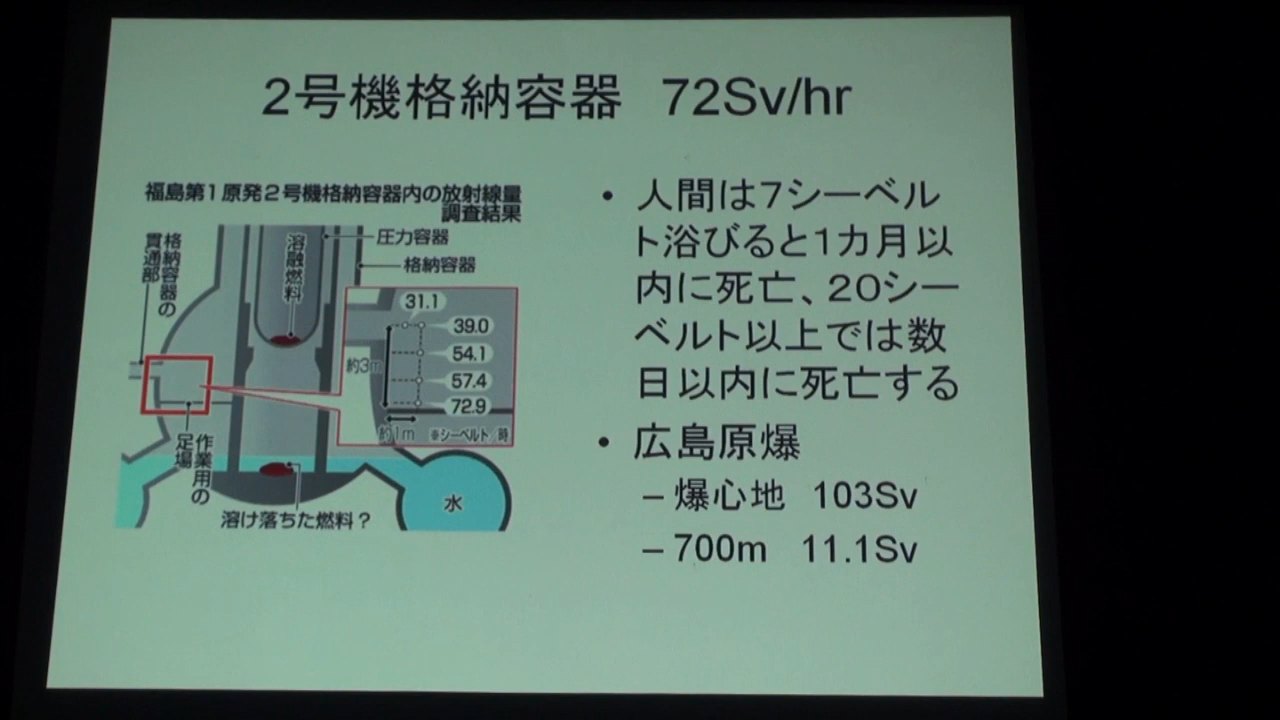 2号機格納容器 72Sv/hr
福島第1原発2号機格納容器内の放射線量
調査結果
格納容器の
貫通部
溶融燃料
圧力容器
格納容器
31.1
39.0
54.1
57.4
72.9
約3m
約1m
※シーベルト/時
作業用の
足場
溶け落ちた燃料?
水
• 人間は7シーベル
ト浴びると1カ月以
内に死亡、20シー
ベルト以上では数
日以内に死亡する
• 広島原爆
– 爆心地 103Sv
– 700m 11.1Sv